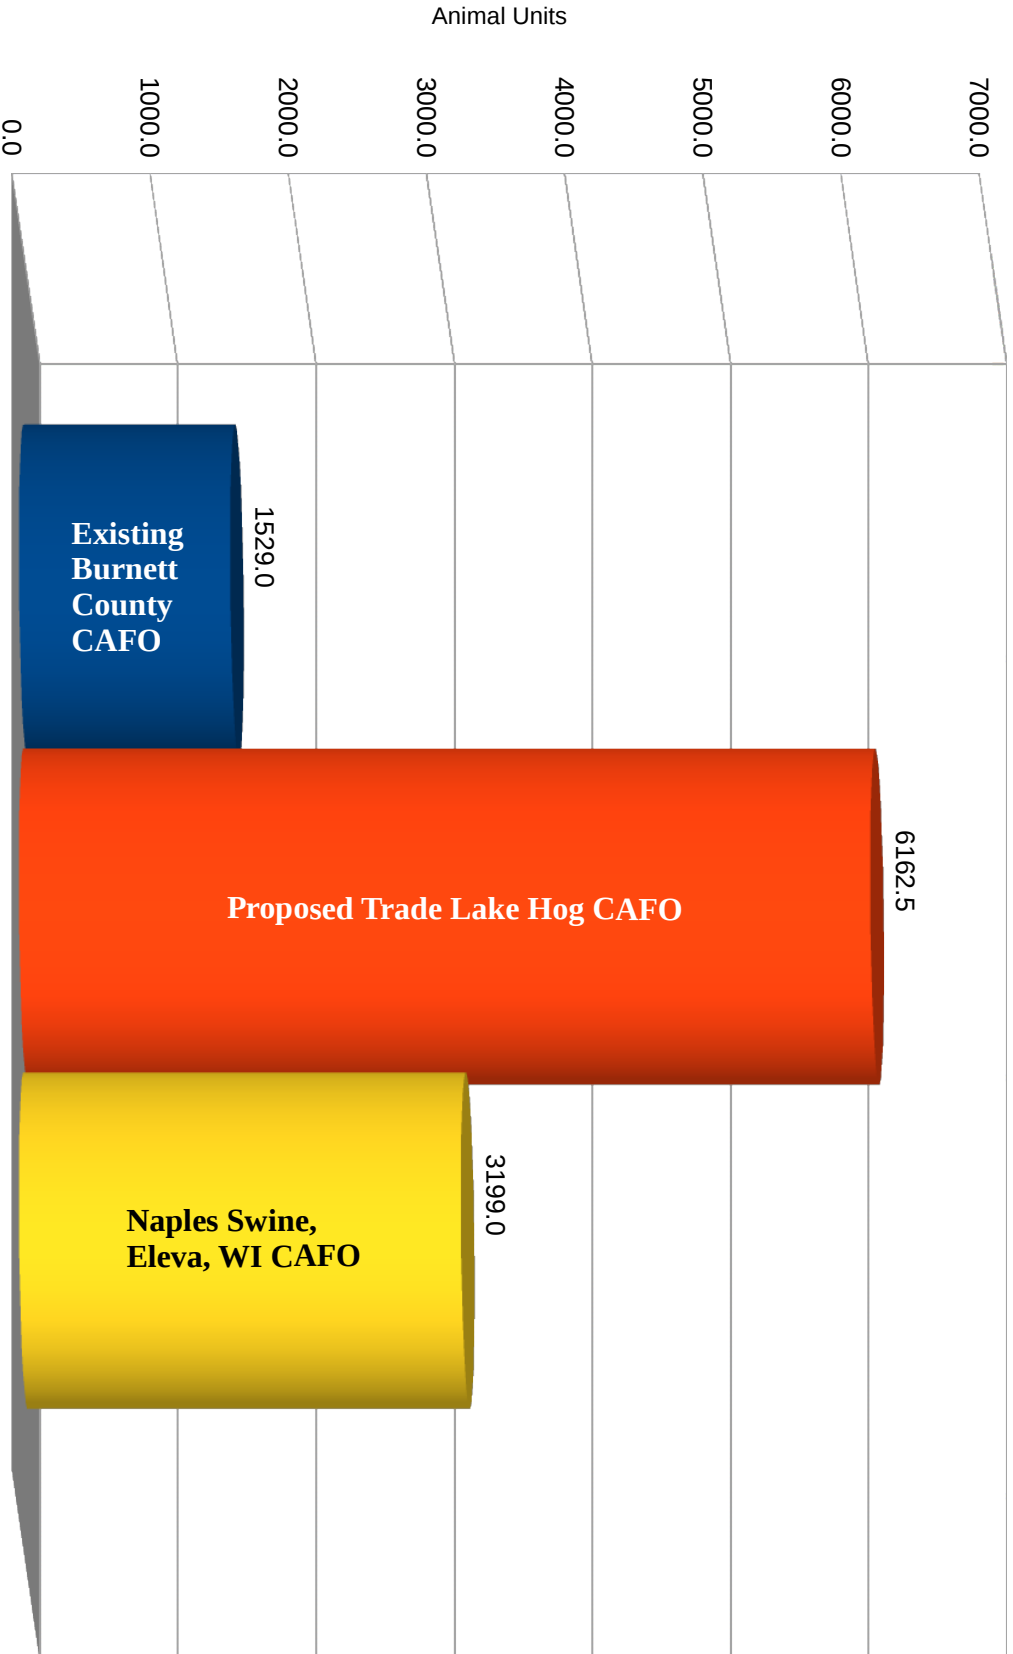 Animal Units
0.0
1000.0
2000.0
3000.0
4000.0
5000.0
6000.0
7000.0
1529.0
Existing
Burnett
County
CAFO
6162.5
Proposed Trade Lake Hog CAFO
3199.0
Naples Swine,
Eleva, WI CAFO